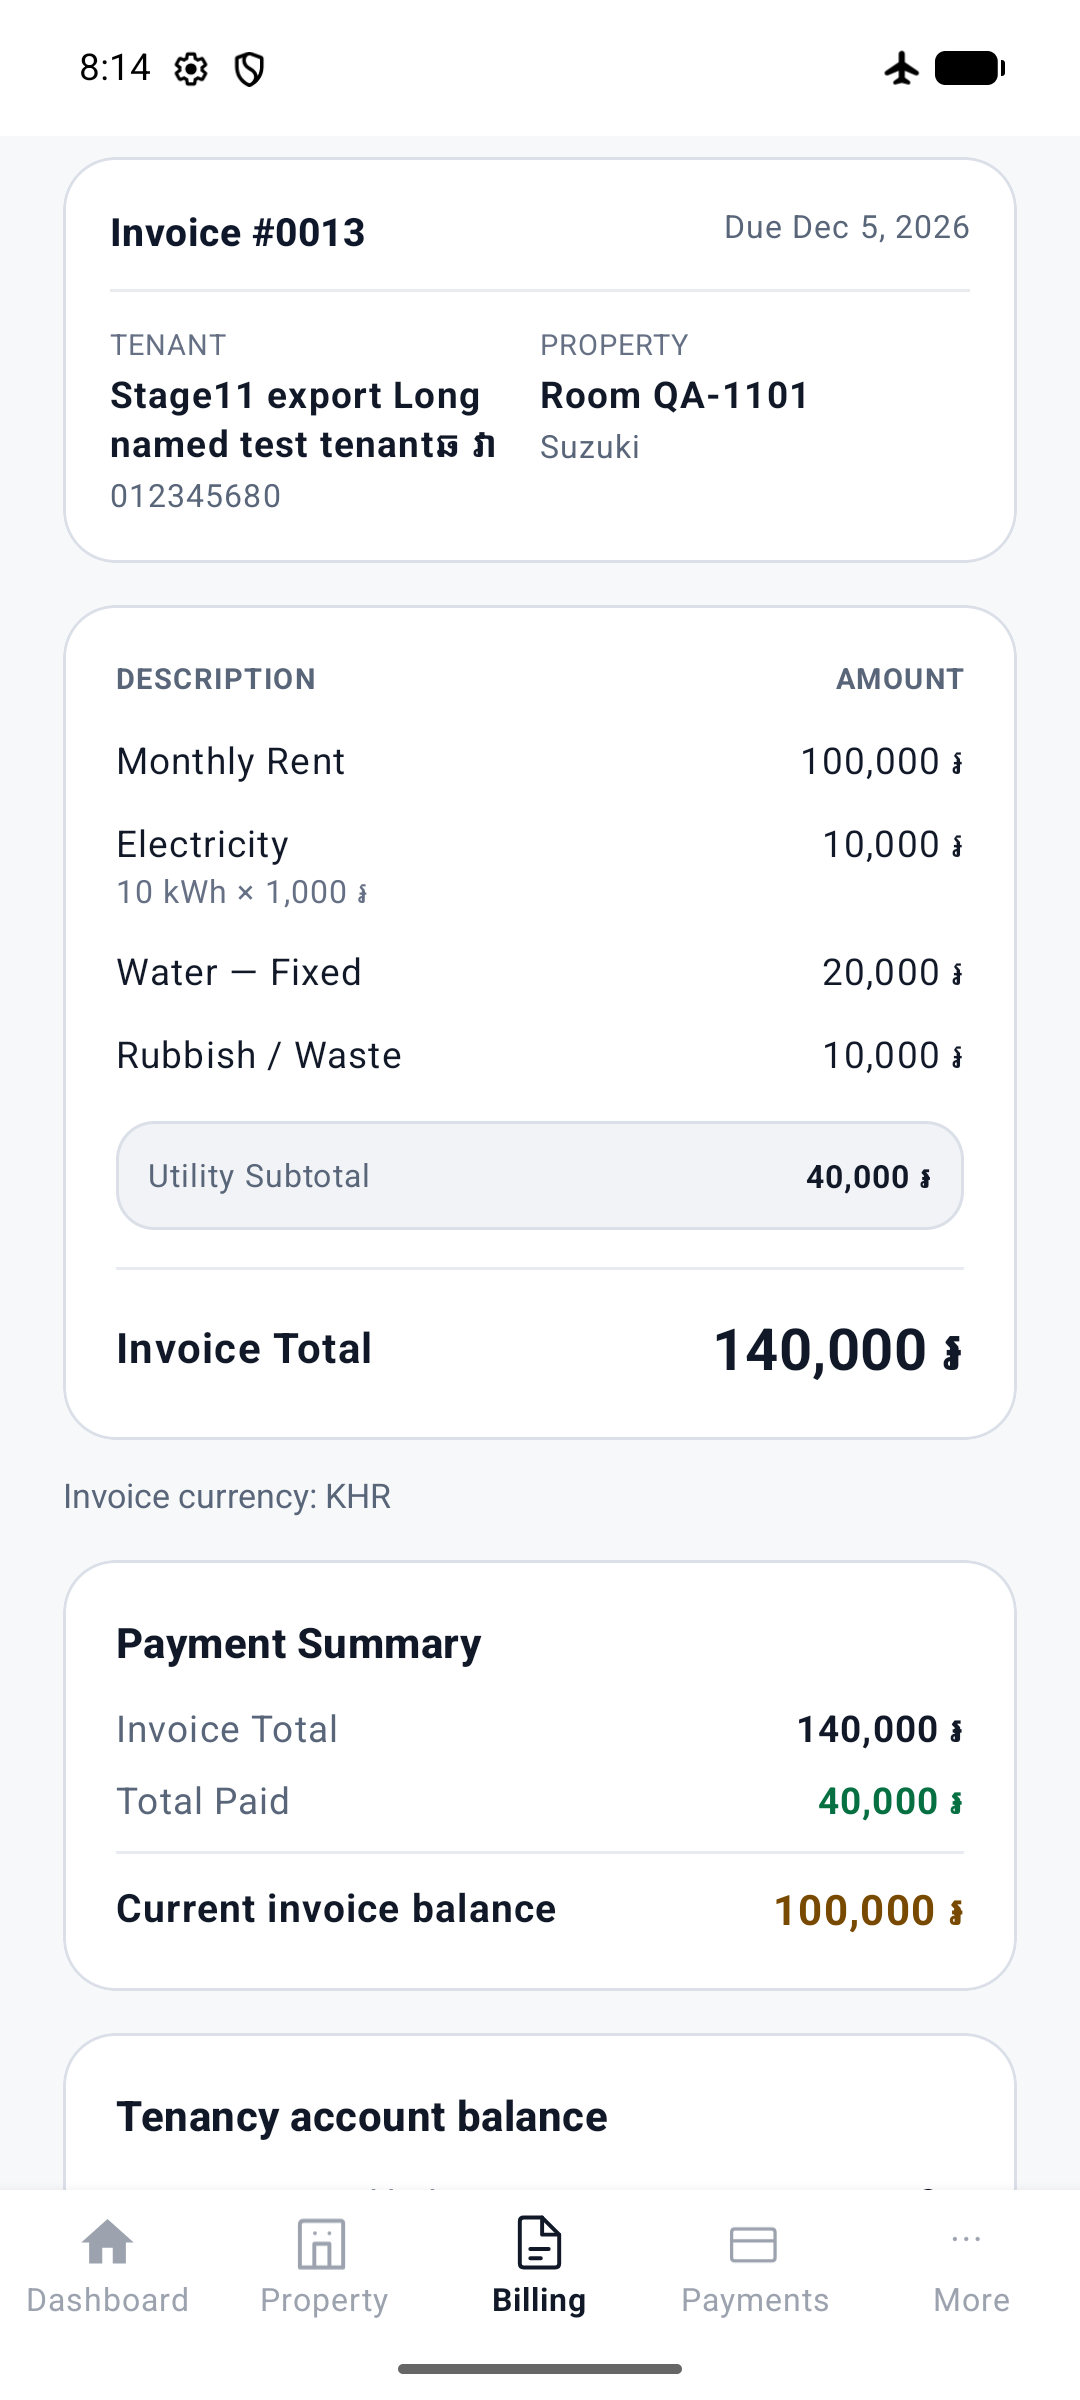 8:14
Invoice #0013
Due Dec 5, 2026
TENANT
Stage11 export Long
named test tenantឆ វា
012345680
PROPERTY
Room QA-1101
Suzuki
DESCRIPTION AMOUNT
Monthly Rent 100,000 ៛
Electricity 10,000 ៛
10 kWh × 1,000 ៛
Water — Fixed 20,000 ៛
Rubbish / Waste 10,000 ៛
Utility Subtotal 40,000 ៛
Invoice Total 140,000 ៛
Invoice currency: KHR
Payment Summary
Invoice Total 140,000 ៛
Total Paid 40,000 ៛
Current invoice balance 100,000 ៛
Tenancy account balance
Dashboard Property Billing Payments More